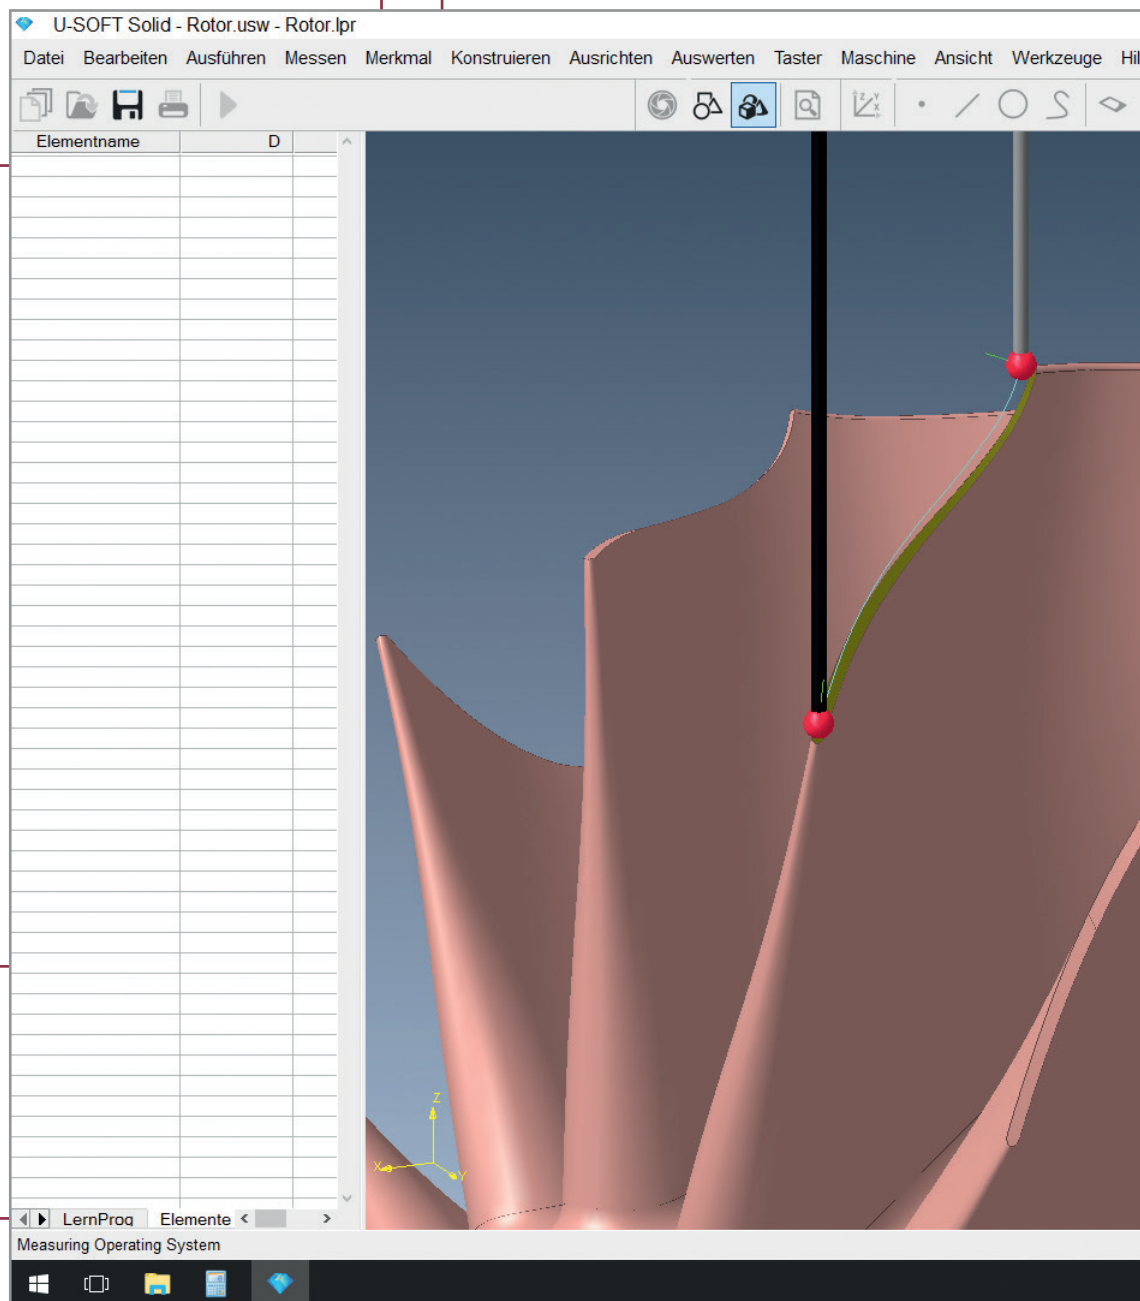 U-SOFT Solid - Rotor.usw - Rotor.lpr
Datei Bearbeiten Ausführen Messen Merkmal Konstruieren Ausrichten Auswerten Taster Maschine Ansicht Werkzeuge
Elementname D
Z
X Y
LernProg Elemente
Measuring Operating System